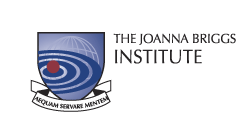 THE JOANNA BRIGGS
INSTITUTE
AEQUAM SERVARE MENTEM